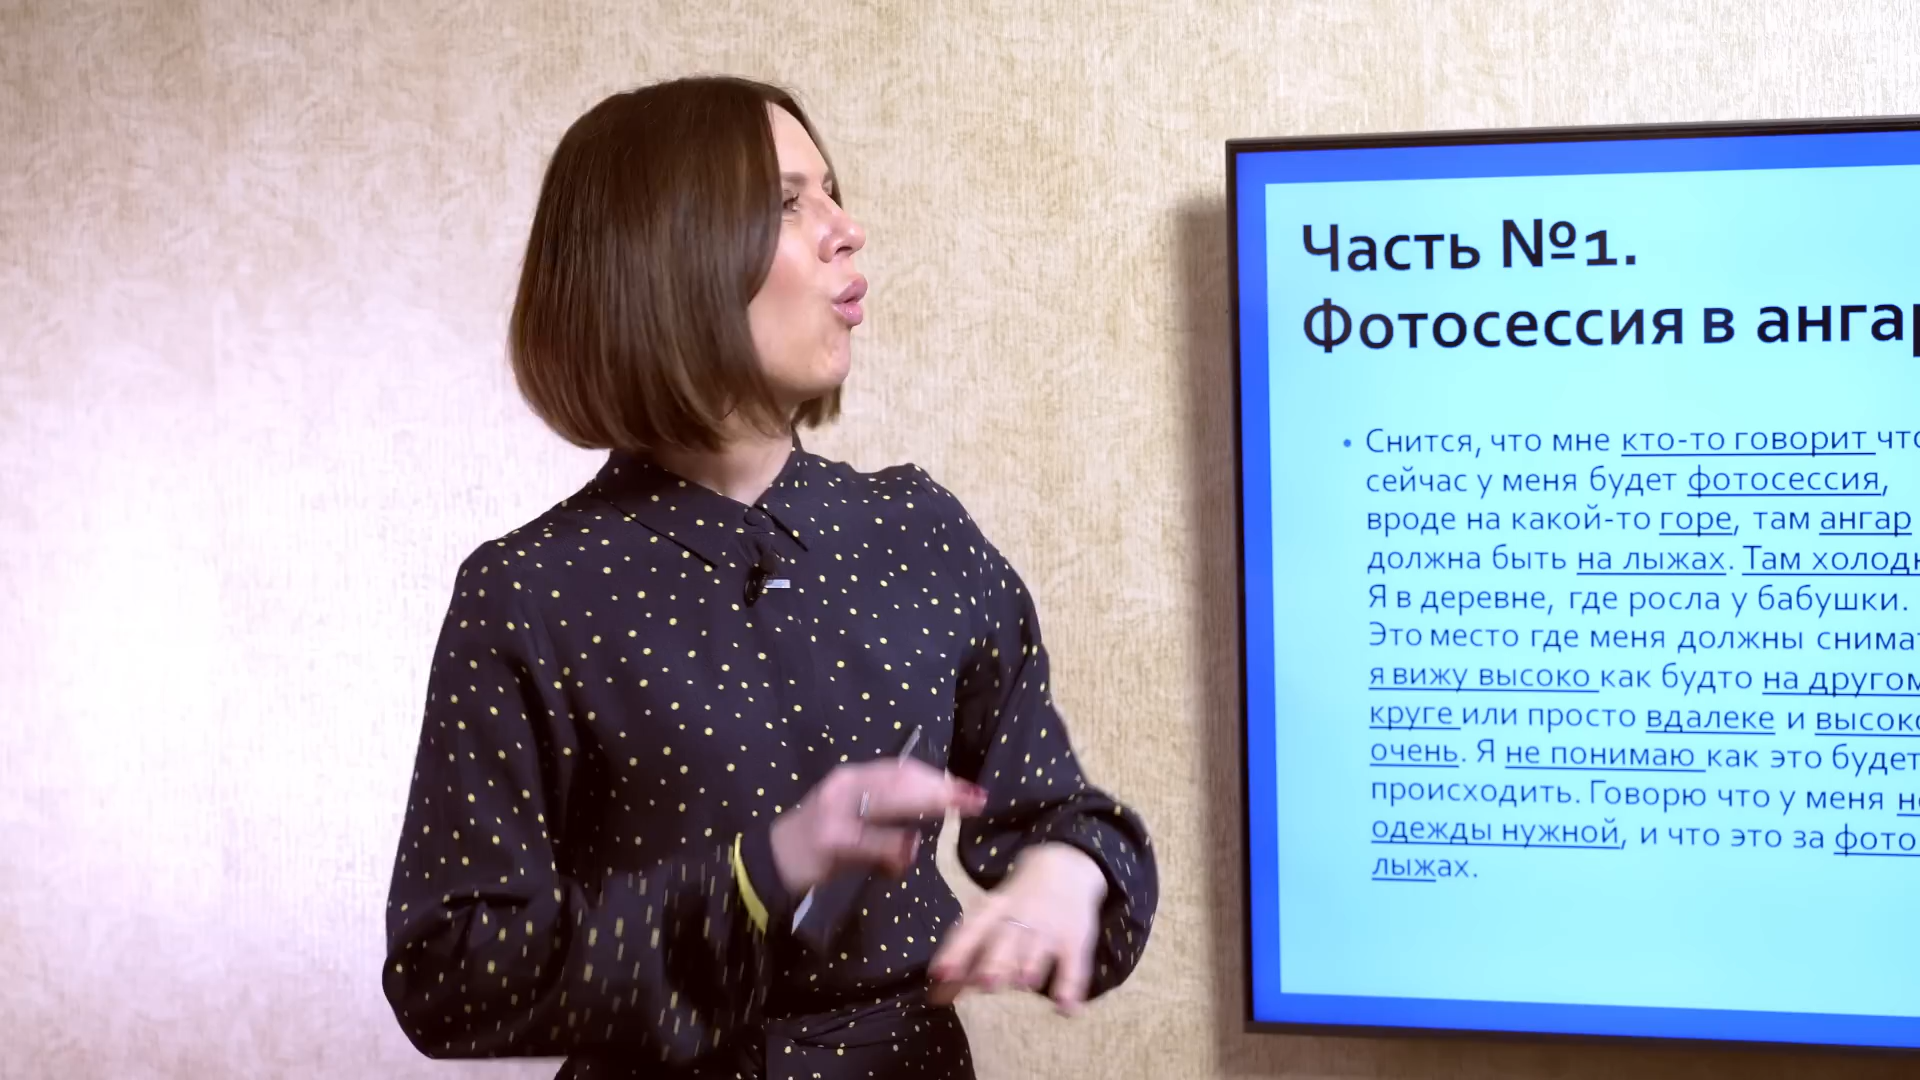 Часть №1.
Фотосессия в ангар
• Снится, что мне кто-то говорит что
сейчас у меня будет фотосессия,
вроде на какой-то горе, там ангар
должна быть на лыжах. Там холодн
Я в деревне, где росла у бабушки.
Это место где меня должны снимат
я вижу высоко как будто на другом
круге или просто вдалеке и высоко
очень. Я не понимаю как это будет
происходить. Говорю что у меня не
одежды нужной, и что это за фото
лыжах.